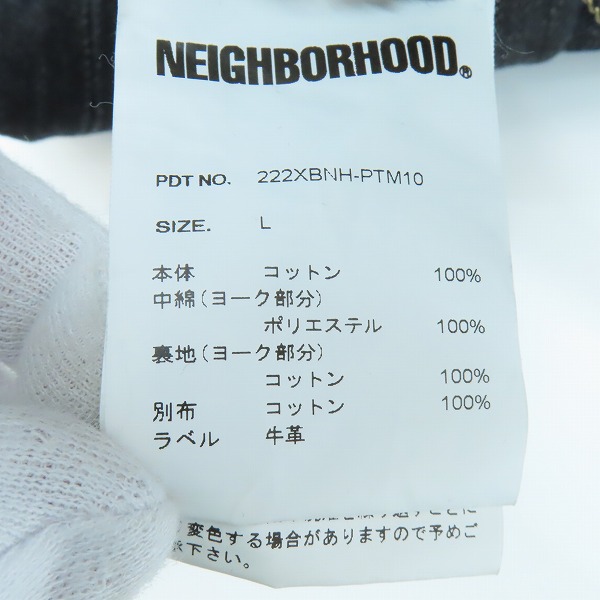 NEIGHBORHOOD®
PDT NO. 222XBNH-PTM10
SIZE. L
本体 コットン 100%
中綿(ヨーク部分)
ポリエステル 100%
裏地(ヨーク部分)
コットン 100%
別布 コットン 100%
ラベル 牛革
変色する場合がありますので予めご
下さい。